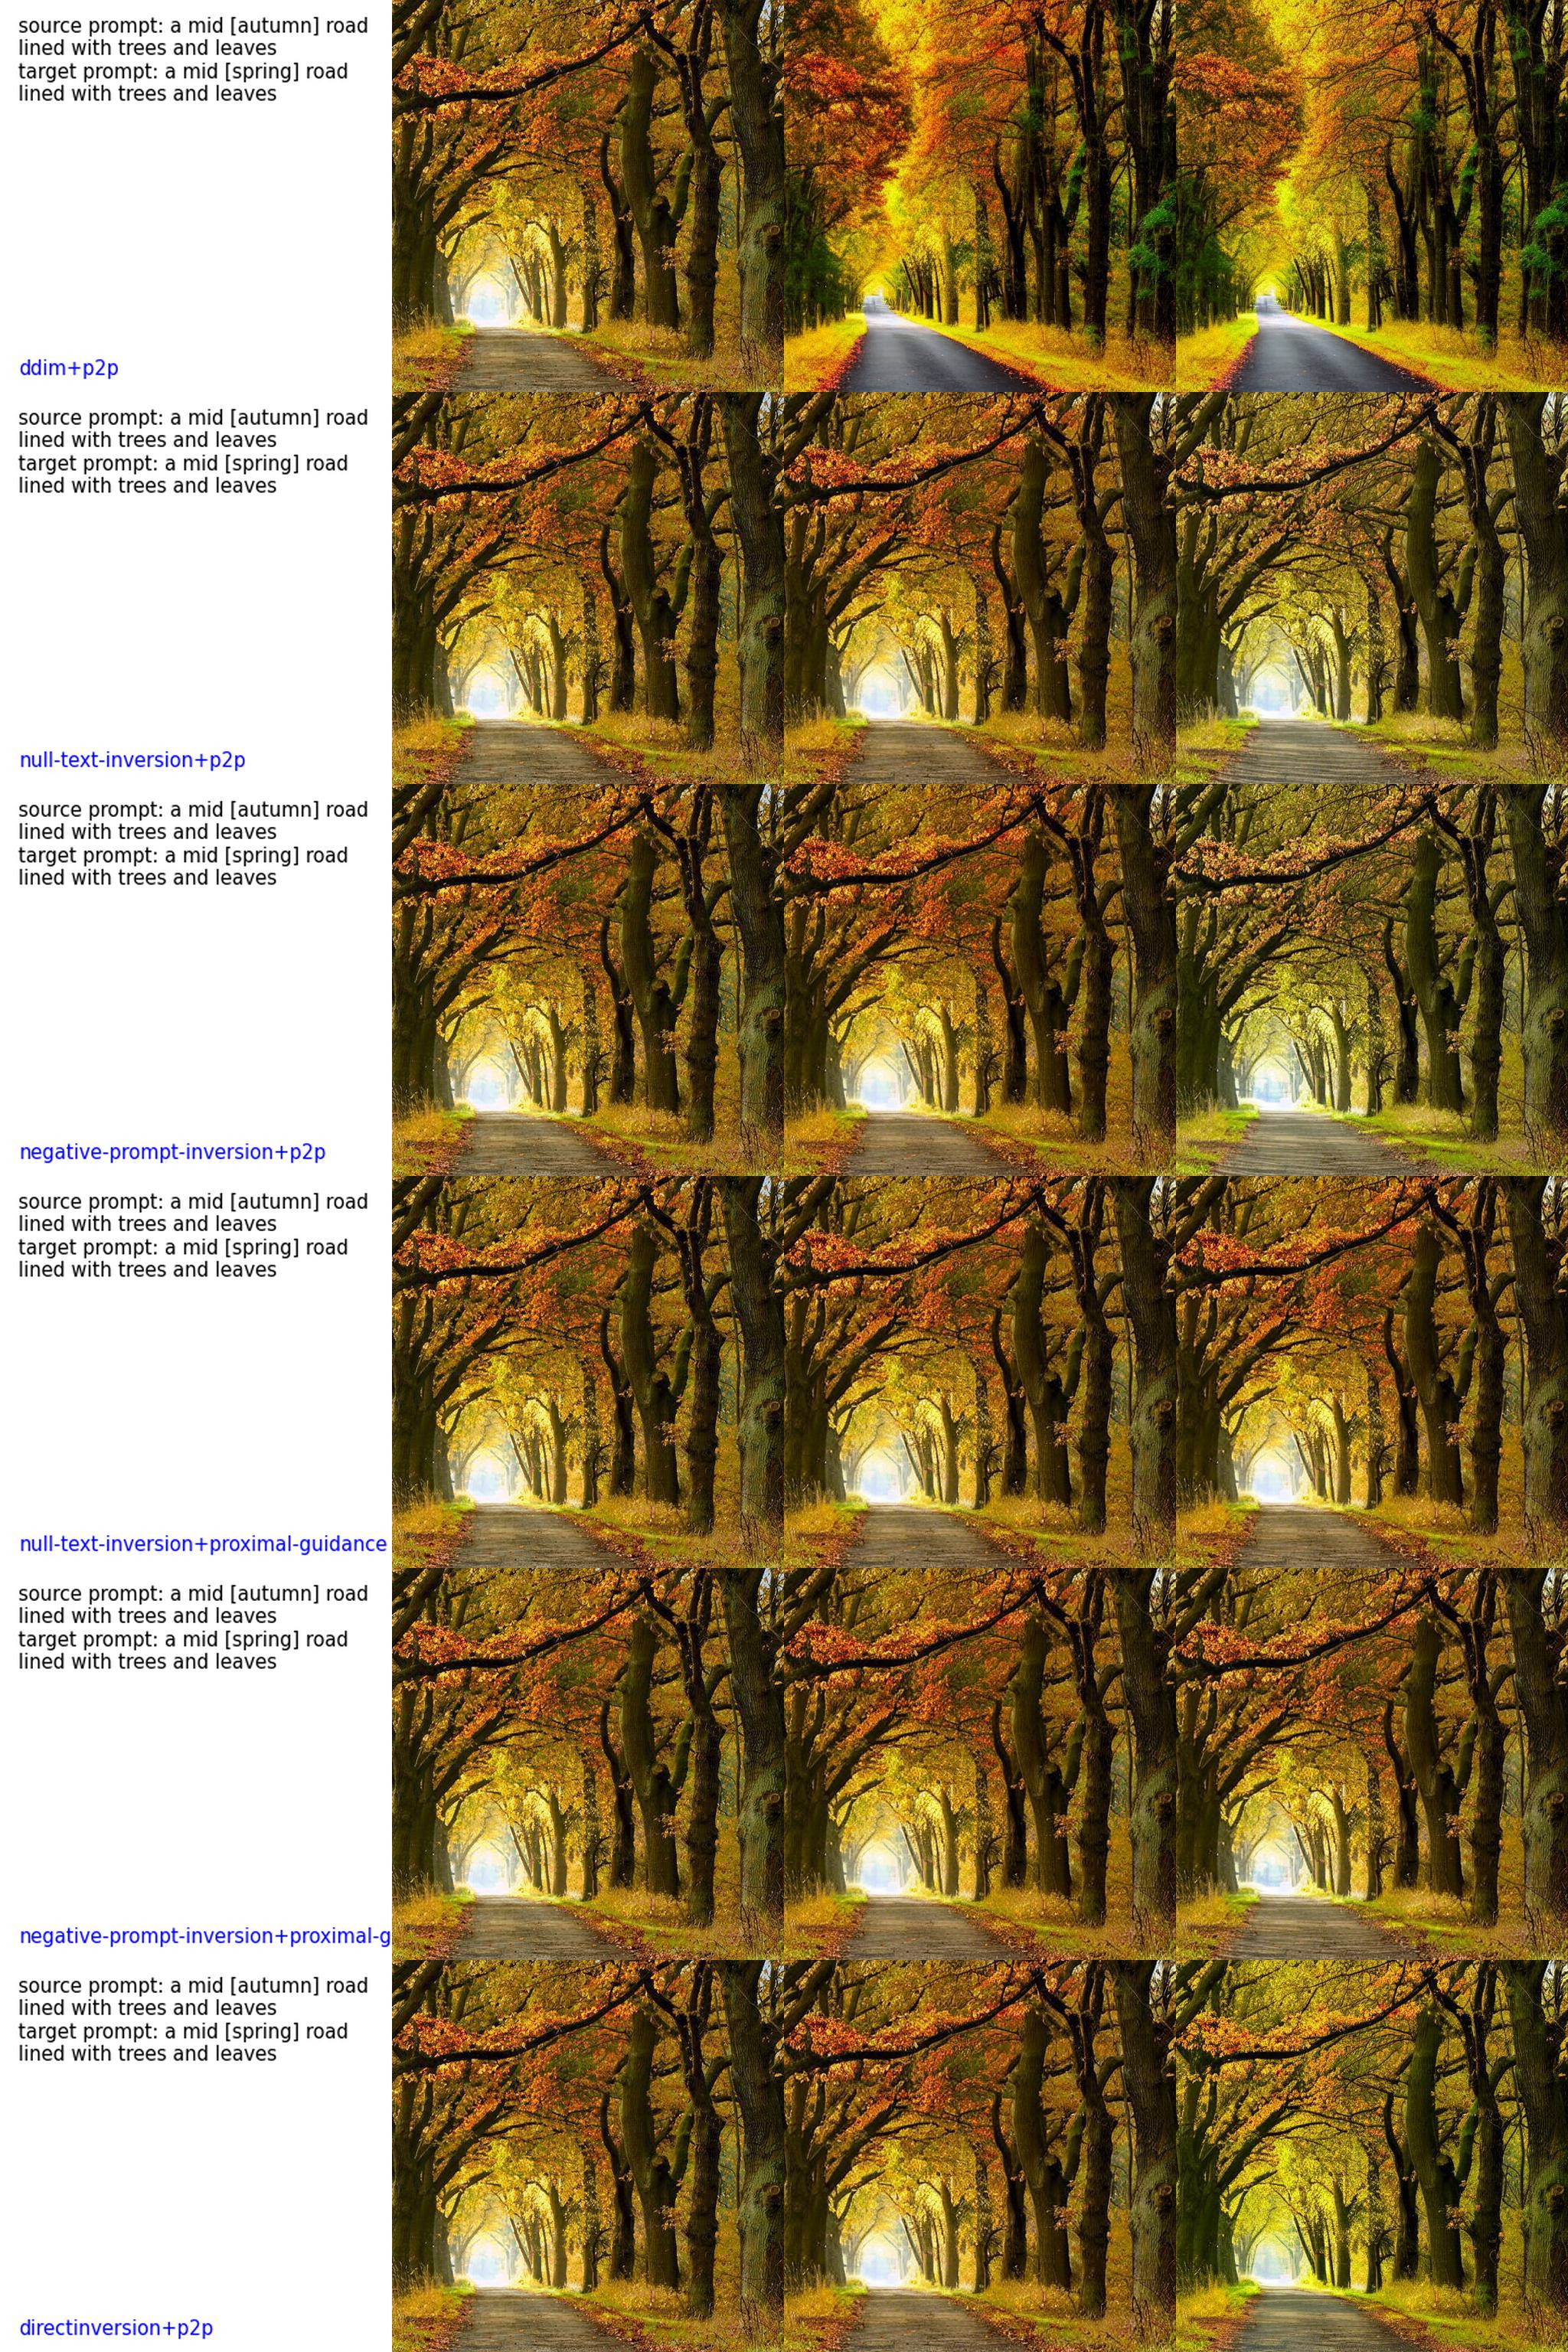 source prompt: a mid [autumn] road
lined with trees and leaves
target prompt: a mid [spring] road
lined with trees and leaves
ddim+p2p
source prompt: a mid [autumn] road
lined with trees and leaves
target prompt: a mid [spring] road
lined with trees and leaves
null-text-inversion+p2p
source prompt: a mid [autumn] road
lined with trees and leaves
target prompt: a mid [spring] road
lined with trees and leaves
negative-prompt-inversion+p2p
source prompt: a mid [autumn] road
lined with trees and leaves
target prompt: a mid [spring] road
lined with trees and leaves
null-text-inversion+proximal-guidance
source prompt: a mid [autumn] road
lined with trees and leaves
target prompt: a mid [spring] road
lined with trees and leaves
negative-prompt-inversion+proximal-g
source prompt: a mid [autumn] road
lined with trees and leaves
target prompt: a mid [spring] road
lined with trees and leaves
directinversion+p2p